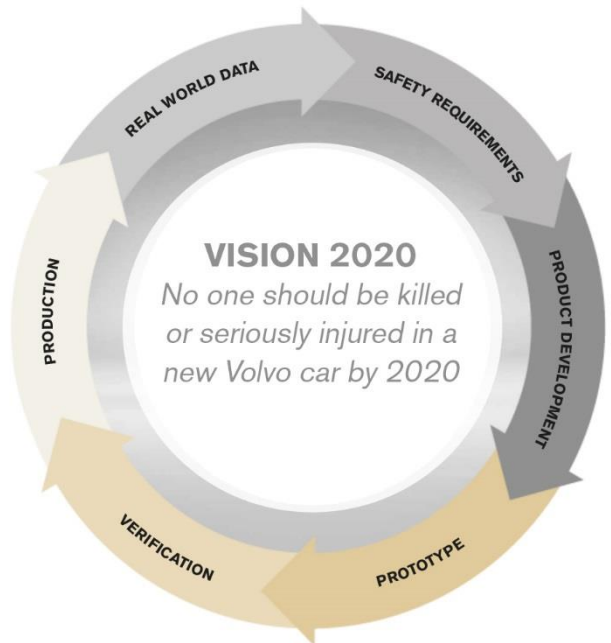 REAL WORLD DATA
SAFETY REQUIREMENTS
PRODUCT DEVELOPMENT
PROTOTYPE
VERIFICATION
PRODUCTION
VISION 2020
No one should be killed
or seriously injured in a
new Volvo car by 2020